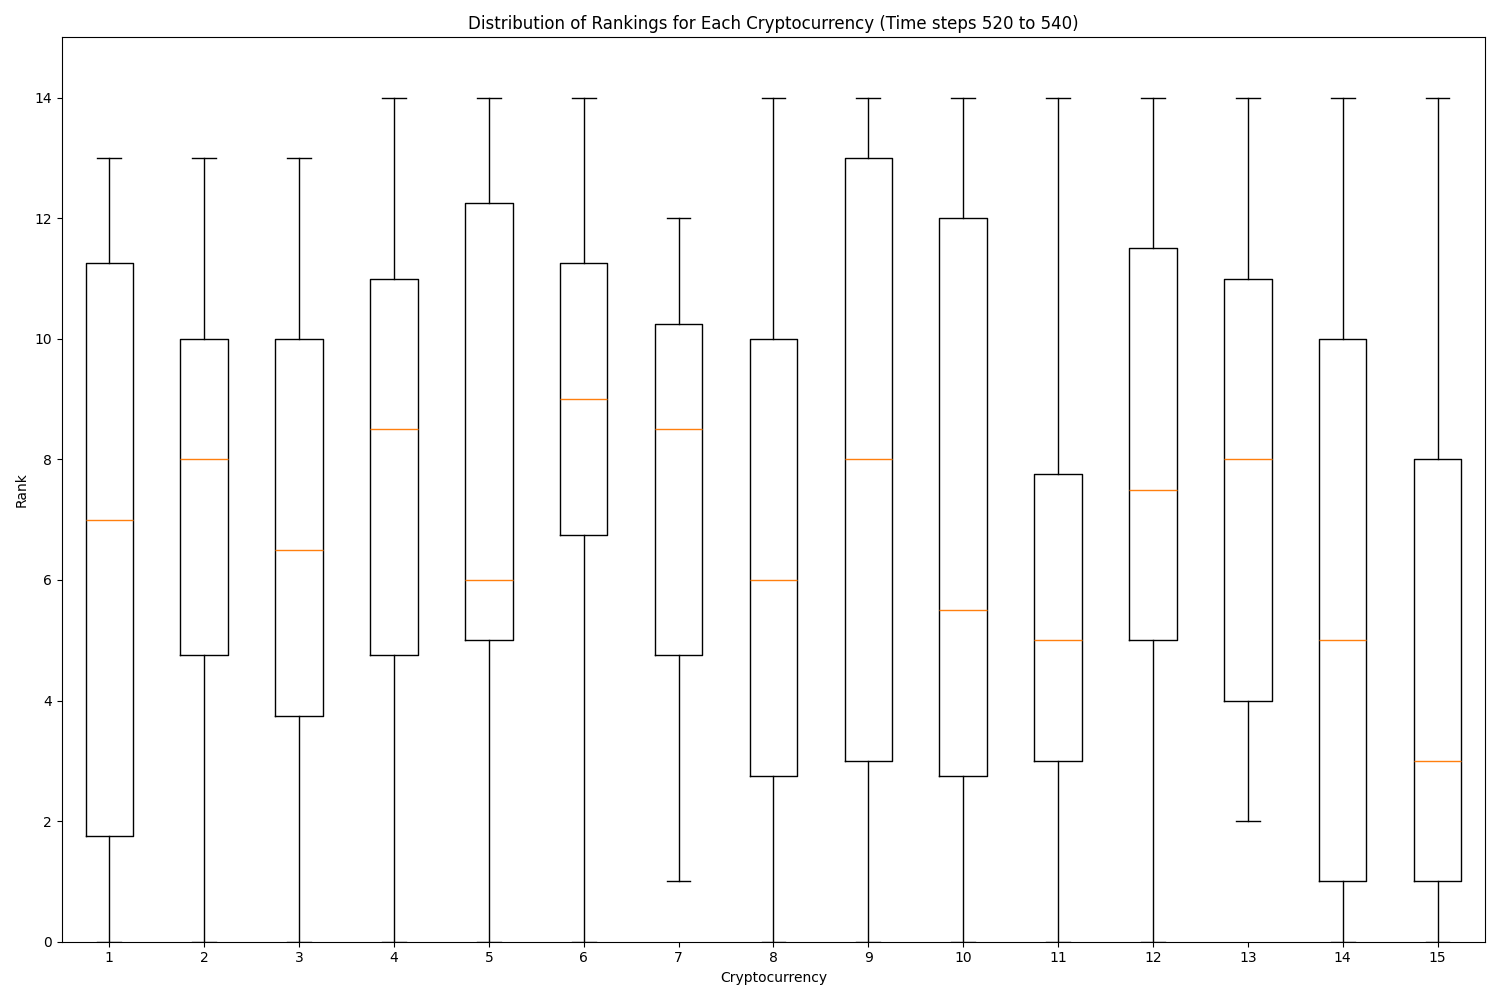 Distribution of Rankings for Each Cryptocurrency (Time steps 520 to 540)
14
12
10
8
6
4
2
0
Rank
1 2 3 4 5 6 7 8 9 10 11 12 13 14 15
Cryptocurrency